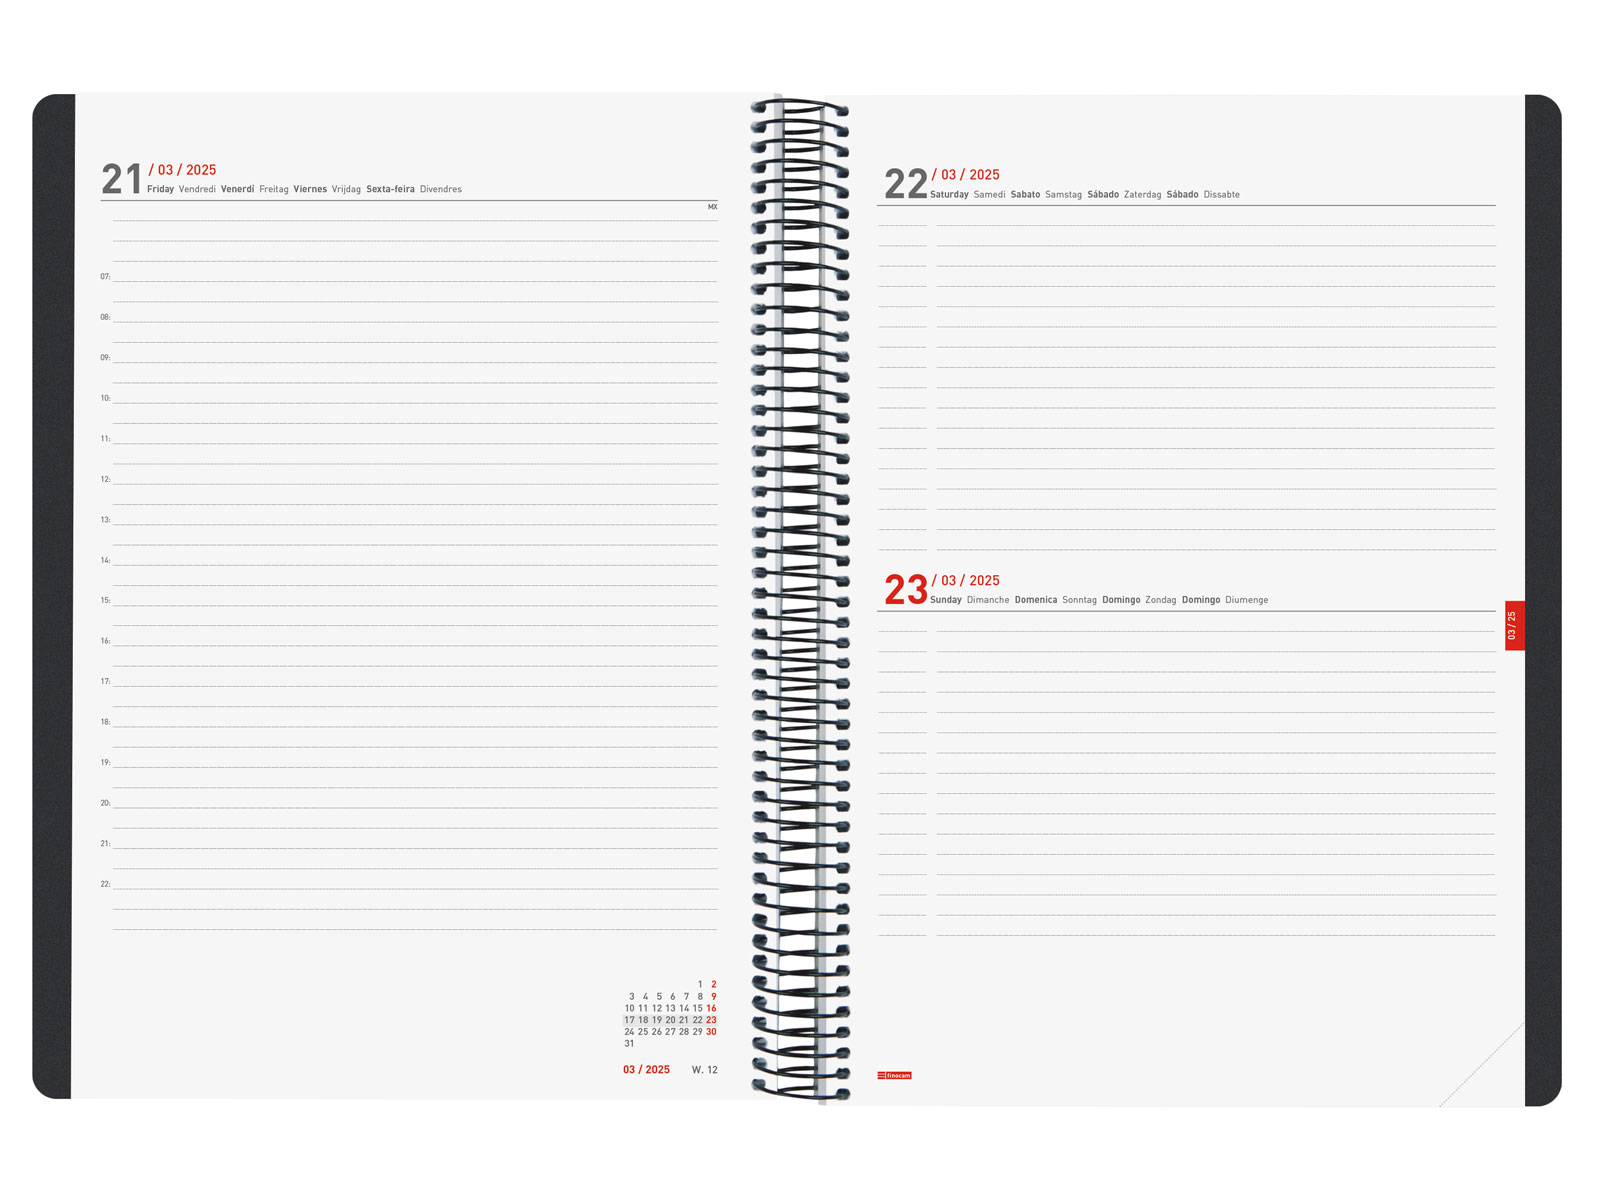 21 / 03 / 2025
Friday Vendredi Venerdí Freitag Viernes Vrijdag Sexta-feira Divendres
MX
07:
08:
09:
10:
11:
12:
13:
14:
15:
16:
17:
18:
19:
20:
21:
22:
1 2
3 4 5 6 7 8 9
10 11 12 13 14 15 16
17 18 19 20 21 22 23
24 25 26 27 28 29 30
31
03 / 2025 W. 12
22 / 03 / 2025
Saturday Samedi Sabato Samstag Sábado Zaterdag Sábado Dissabte
23 / 03 / 2025
Sunday Dimanche Domenica Sonntag Domingo Zondag Domingo Diumenge
03 / 25
finocam